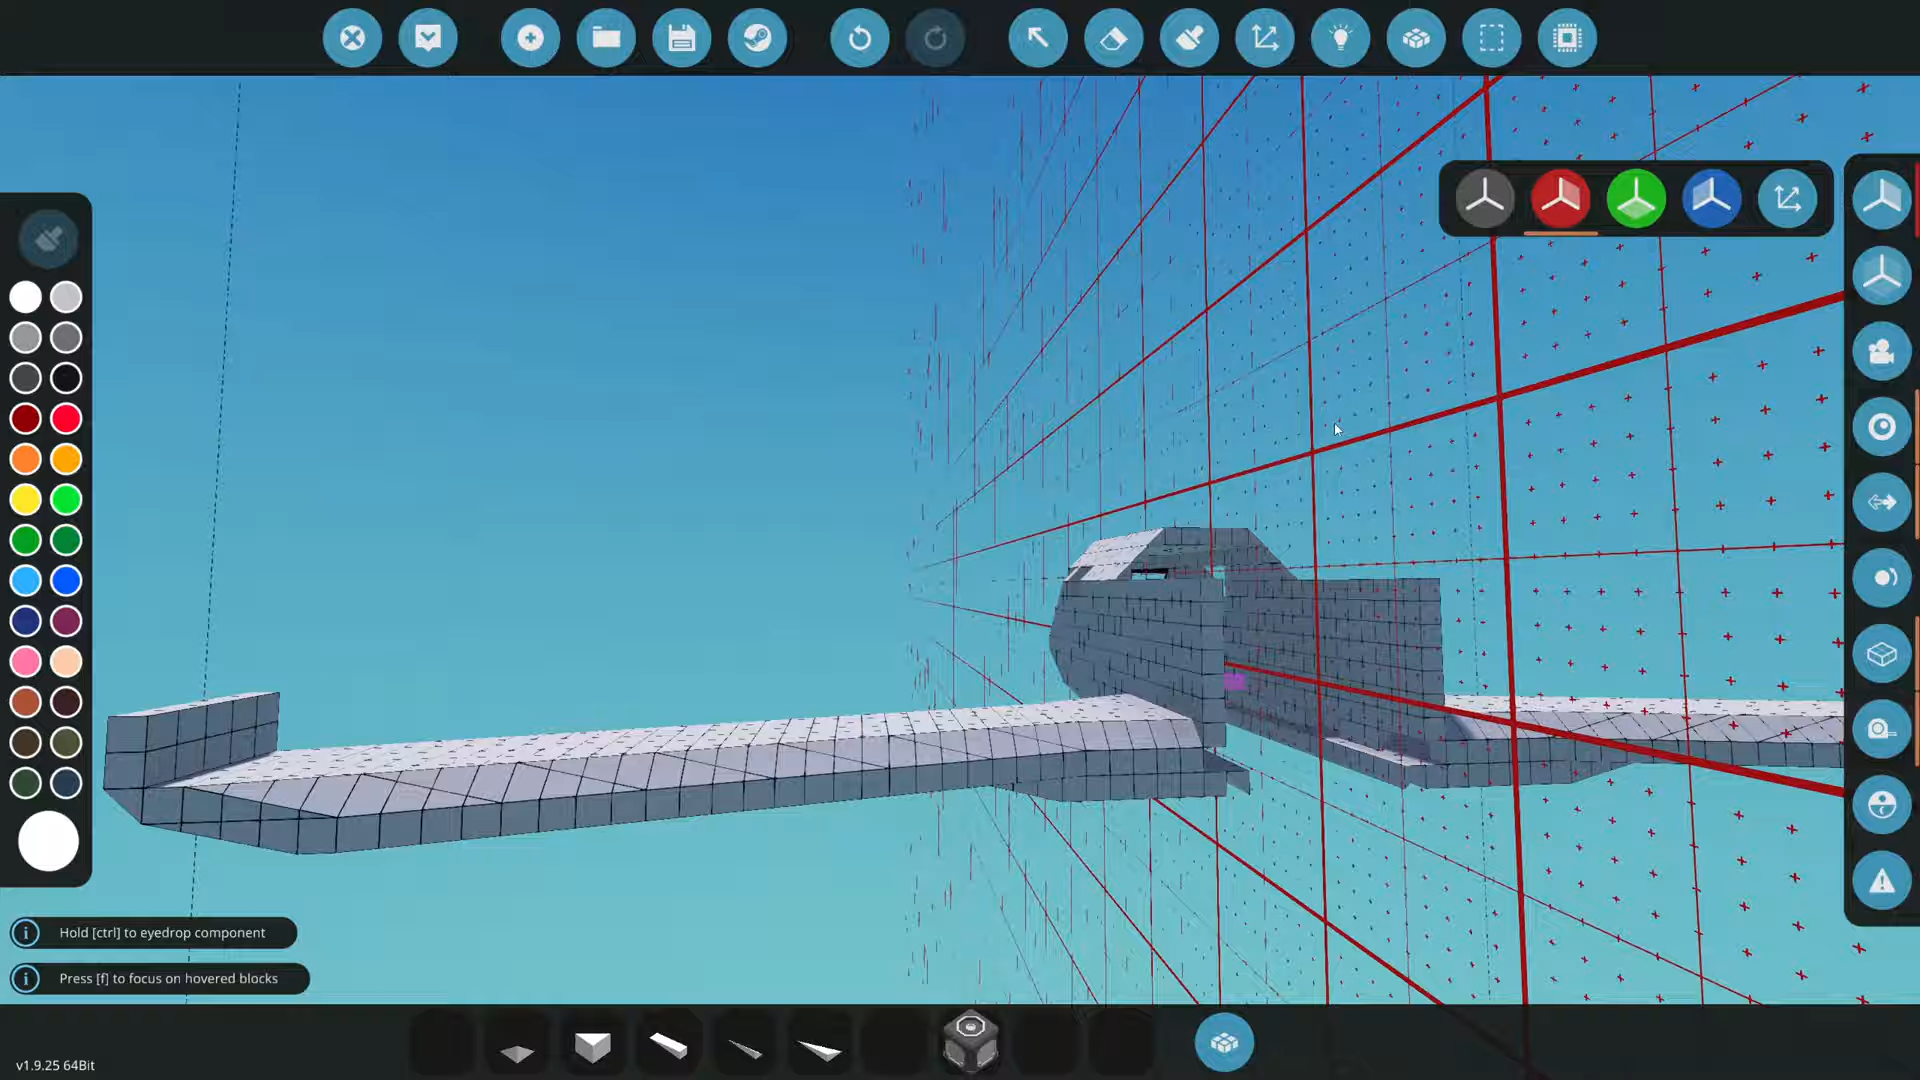 Hold [ctrl] to eyedrop component
Press [f] to focus on hovered blocks
v1.9.25 64Bit